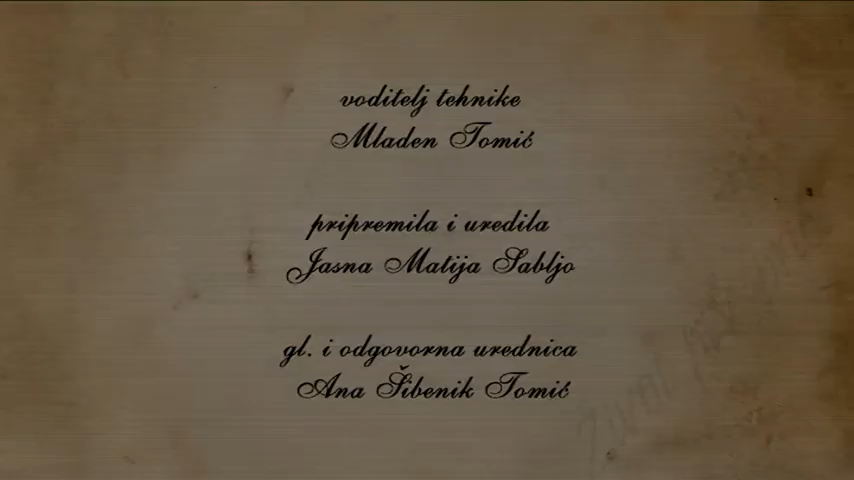 voditelj tehnike
Mladen Tomić
pripremila i uredila
Jasna Matija Sabljo
gl. i odgovorna urednica
Ana Šibenik Tomić